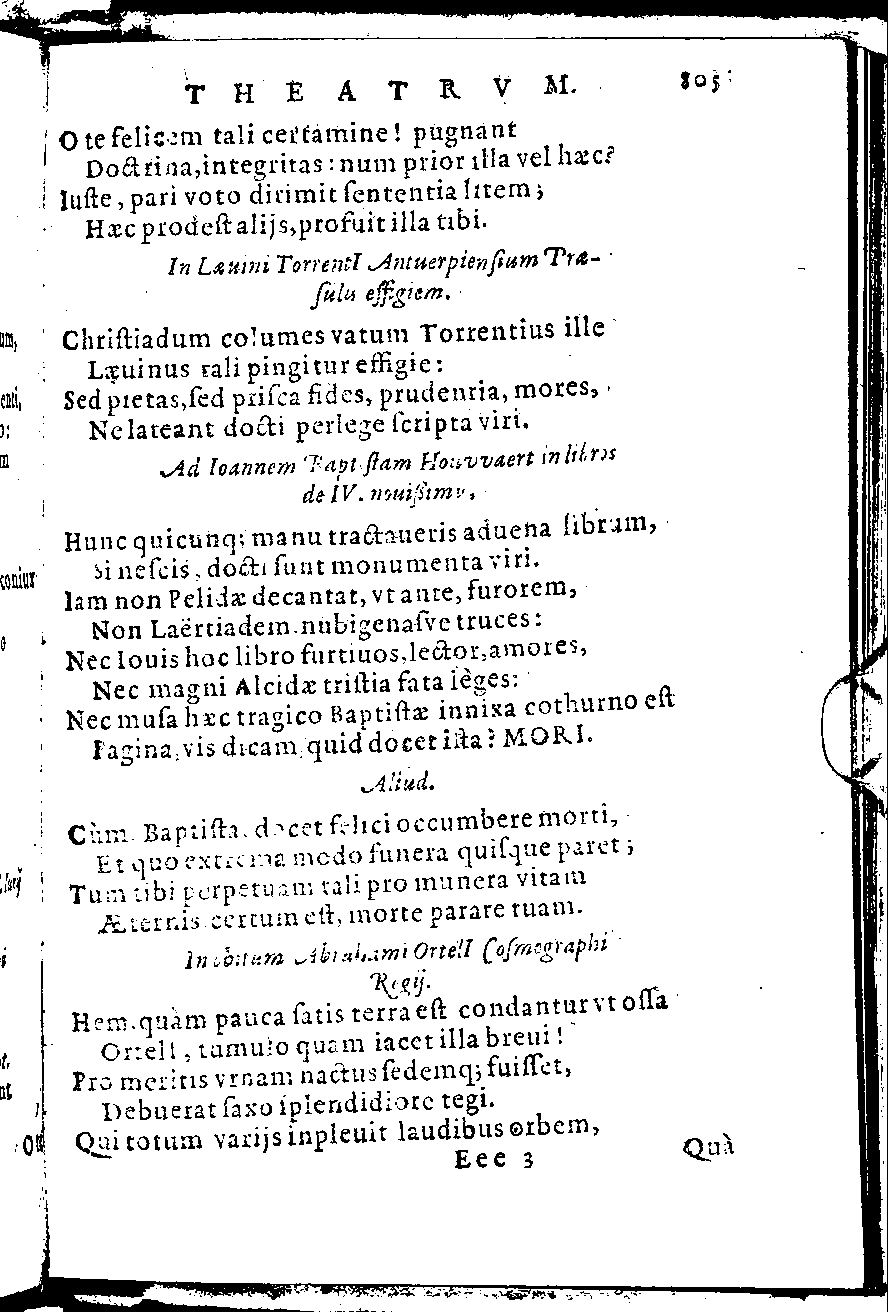 THEATRVM. 805
O te felicem tali certamine! pugnant
Doctrina, integritas: num prior illa vel hæc?
Iuste, pari voto dirimit sententia litem;
Hæc prodest alijs, profuit illa tibi.
In Læuini TorrentI Antuerpiensium Præ-
sulis effigiem.
Christiadum columes vatum Torrentius ille
Læuinus tali pingitur effigie:
Sed pietas, sed prisca fides, prudentia, mores,
Ne lateant docti perlege scripta viri.
Ad Ioannem Baptistam Houvvaert in libros
de IV. nouissimis,
Hunc quicunq; manu tractaueris aduena librum,
Si nescis, docti sunt monumenta viri.
Iam non Pelidæ decantat, vt ante, furorem,
Non Laërtiadem. nubigenasve truces:
Nec Iouis hoc libro furtiuos, lector, amores,
Nec magni Alcidæ tristia fata lèges:
Nec musa hæc tragico Baptistæ innixa cothurno est
Pagina, vis dicam quid docet ista? MORI.
Aliud.
Cùm Baptista docet felici occumbere morti,
Et quo extrema modo funera quisque paret;
Tum tibi perpetuam tali pro munera vitam
Æternis certum est, morte parare tuam.
In obitum Abrahami OrtelI Cosmographi
Regij.
Hem. quàm pauca satis terra est condantur vt ossa
OrtelI, tumulo quam iacet illa breui!
Pro meritis vrnam nactus sedemq; fuisset,
Debuerat saxo splendidiore tegi.
Qui totum varijs inpleuit laudibus orbem,
Eee 3 Quà